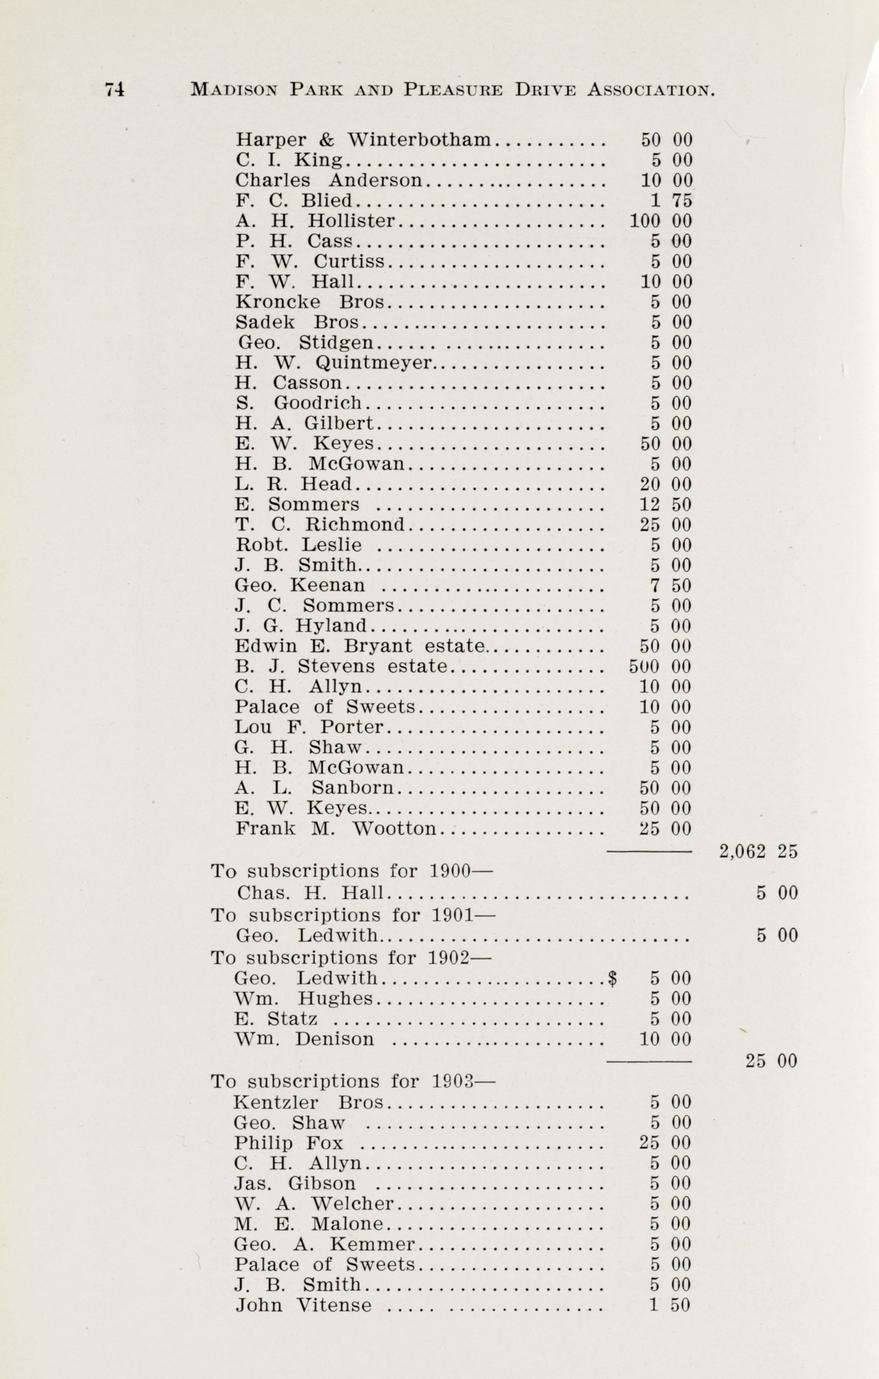 74 MADISON PARK AND PLEASURE DRIVE ASSOCIATION.
Harper & Winterbotham........... 50 00
C. I. King......................... 5 00
Charles Anderson.................. 10 00
F. C. Blied........................ 1 75
A. H. Hollister.................... 100 00
P. H. Cass........................ 5 00
F. W. Curtiss..................... 5 00
F. W. Hall........................ 10 00
Kroncke Bros..................... 5 00
Sadek Bros........................ 5 00
Geo. Stidgen...... ............... 5 00
H. W. Quintmeyer................. 5 00
H. Casson......................... 5 00
S. Goodrich....................... 5 00
H. A. Gilbert...................... 5 00
E. W. Keyes...................... 50 00
H. B. McGowan................... 5 00
L. R. Head........................ 20 00
E. Sommers ...................... 12 50
T. C. Richmond................... 25 00
Robt. Leslie ...................... 5 00
J. B. Smith........................ 5 00
Geo. Keenan ...................... 7 50
J. C. Sommers.................... 5 00
J. G. Hyland....................... 5 00
Edwin E. Bryant estate............ 50 00
B. J. Stevens estate............... 500 00
C. H. Allyn....................... 10 00
Palace of Sweets.................. 10 00
Lou F. Porter..................... 5 00
G. H. Shaw....................... 5 00
H. B. McGowan................... 5 00
A. L. Sanborn.................... 50 00
E. W. Keyes....................... 50 00
Frank M. Wootton................ 25 00
2,062 25
To subscriptions for 1900—
Chas. H. Hall............................. 5 00
To subscriptions for 1901—
Geo. Ledwith.............................. 5 00
To subscriptions for 1902—
Geo. Ledwith......................$ 5 00
Wm. Hughes...................... 5 00
E. Statz .......................... 5 00
Wm. Denison ..................... 10 00
25 00
To subscriptions for 1903—
Kentzler Bros..................... 5 00
Geo. Shaw ....................... 5 00
Philip Fox ........................ 25 00
C. H. Allyn....................... 5 00
Jas. Gibson ...................... 5 00
W. A. Welcher.................... 5 00
M. E. Malone..................... 5 00
Geo. A. Kemmer.................. 5 00
Palace of Sweets.................. 5 00
J. B. Smith....................... 5 00
John Vitense ..... ............... 1 50